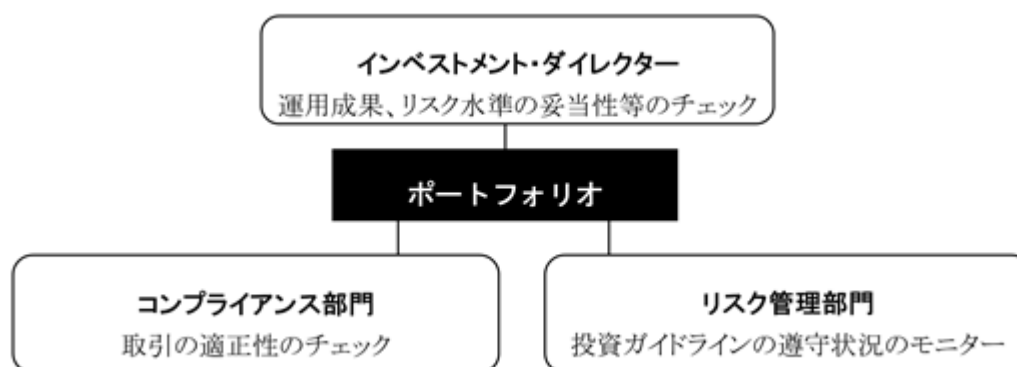 インベストメント・ダイレクター
運用成果、リスク水準の妥当性等のチェック
ポートフォリオ
コンプライアンス部門
取引の適正性のチェック
リスク管理部門
投資ガイドラインの遵守状況のモニター